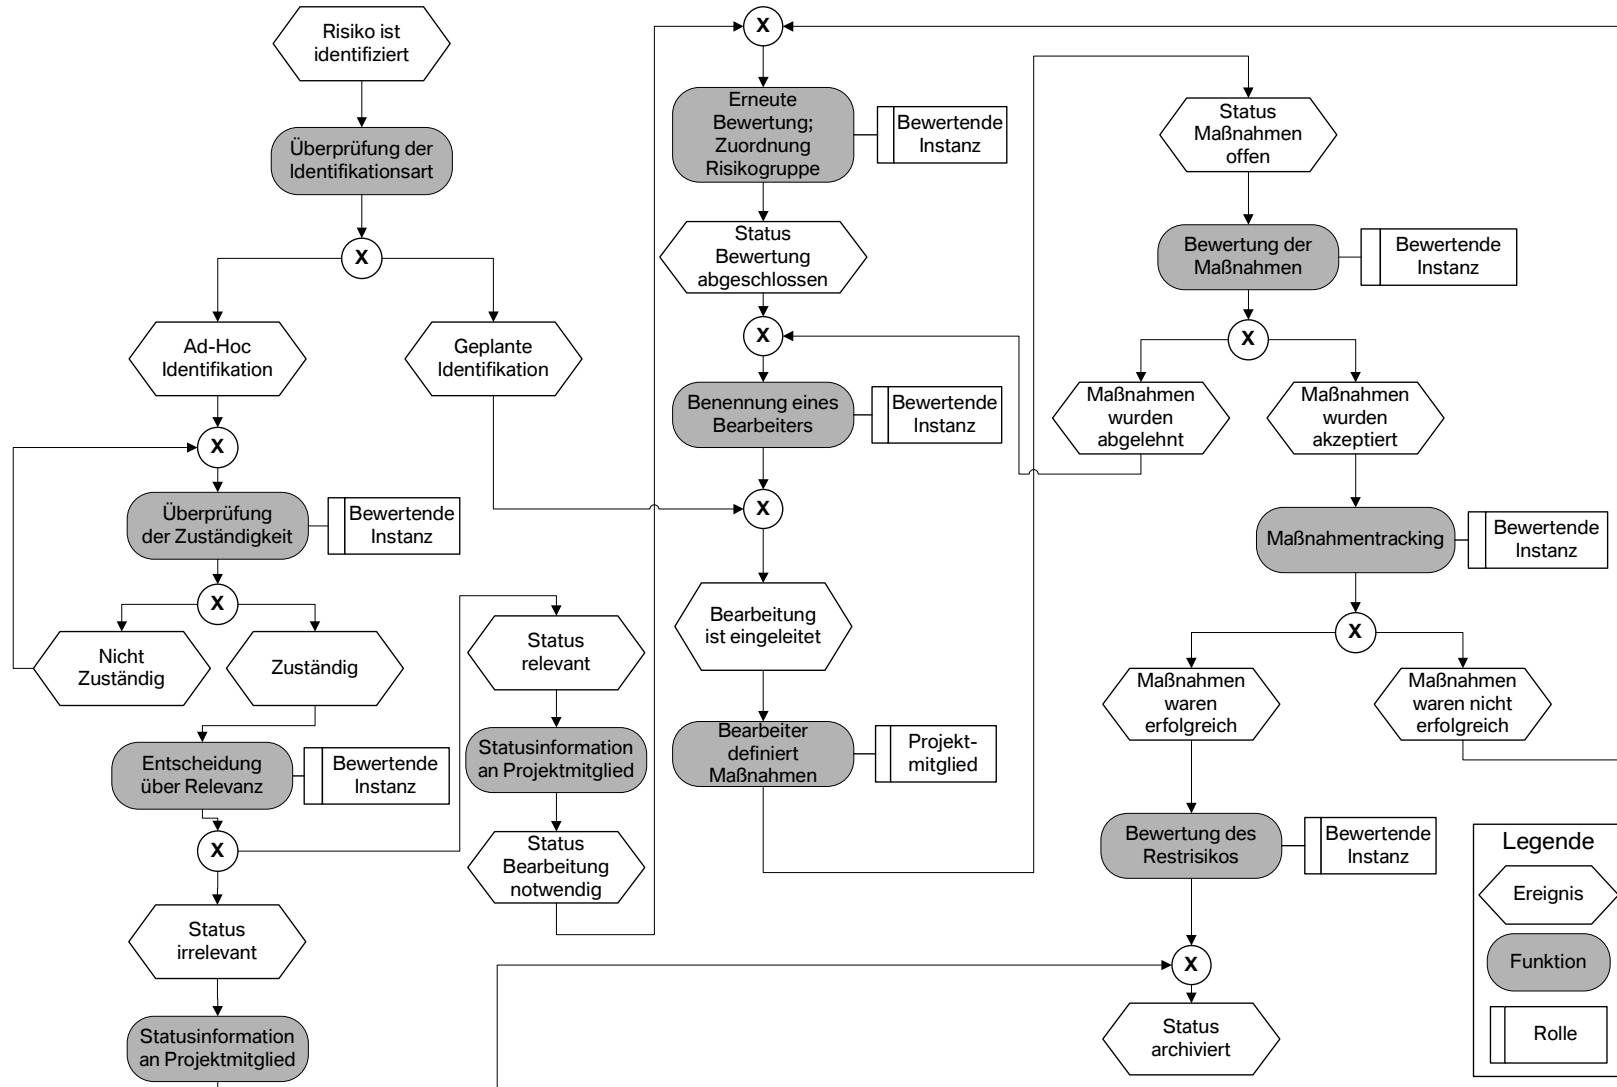 Risiko ist
identifiziert
Überprüfung der
Identifikationsart
X
Ad-Hoc
Identifikation
Geplante
Identifikation
X
Überprüfung
der Zuständigkeit
Bewertende
Instanz
X
Nicht
Zuständig
Zuständig
Entscheidung
über Relevanz
Bewertende
Instanz
X
Status
irrelevant
Statusinformation
an Projektmitglied
Status
relevant
Statusinformation
an Projektmitglied
Status
Bearbeitung
notwendig
X
Erneute
Bewertung;
Zuordnung
Risikogruppe
Bewertende
Instanz
Status
Bewertung
abgeschlossen
X
Benennung eines
Bearbeiters
Bewertende
Instanz
X
Bearbeitung
ist eingeleitet
Bearbeiter
definiert
Maßnahmen
Projekt-
mitglied
Status
Maßnahmen
offen
Bewertung der
Maßnahmen
Bewertende
Instanz
X
Maßnahmen
wurden
abgelehnt
Maßnahmen
wurden
akzeptiert
Maßnahmentracking
Bewertende
Instanz
X
Maßnahmen
waren
erfolgreich
Maßnahmen
waren nicht
erfolgreich
Bewertung des
Restrisikos
Bewertende
Instanz
X
Status
archiviert
Legende
Ereignis
Funktion
Rolle